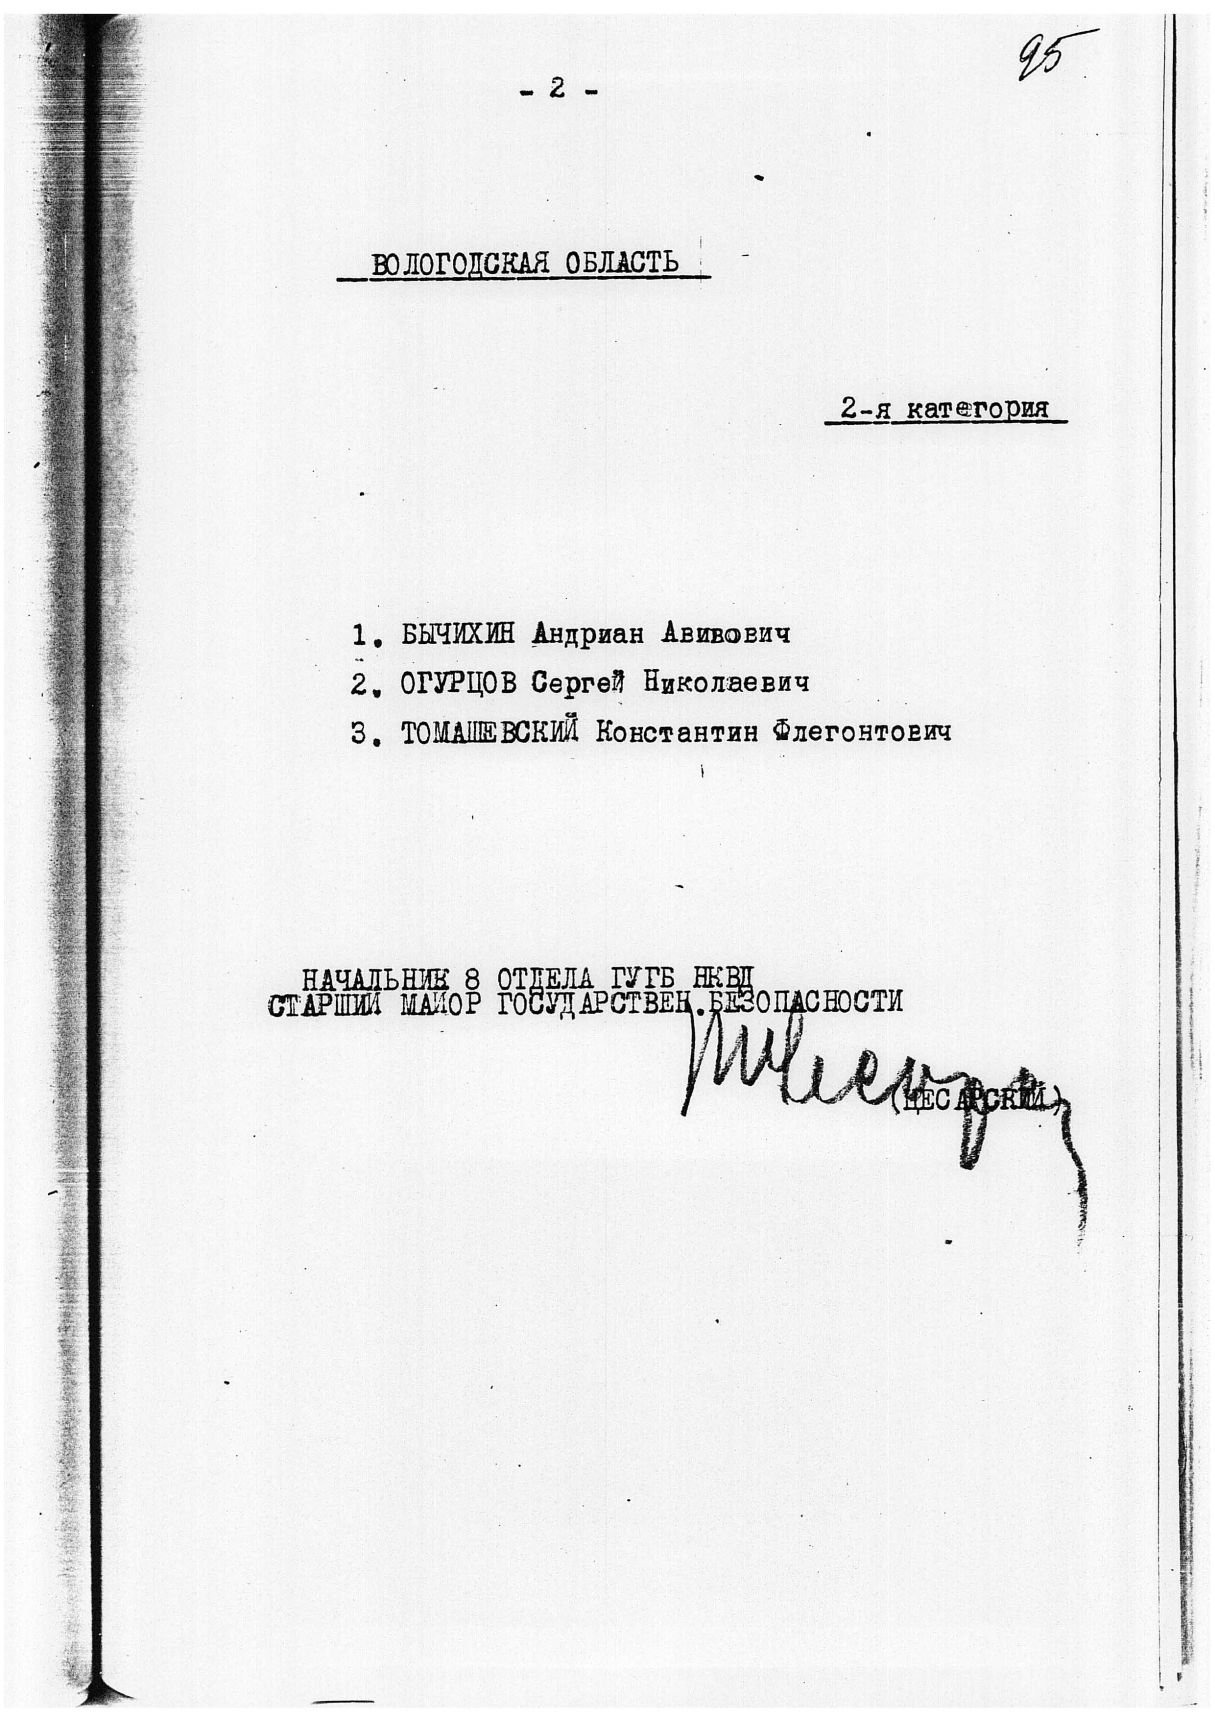 95
- 2 -
ВОЛОГОДСКАЯ ОБЛАСТЬ
2-я категория
1. БЫЧИХИН Андриан Авивович
2. ОГУРЦОВ Сергей Николаевич
3. ТОМАШЕВСКИЙ Константин Флегонтович
НАЧАЛЬНИК 8 ОТДЕЛА ГУГБ НКВД
СТАРШИЙ МАЙОР ГОСУДАРСТВЕН.БЕЗОПАСНОСТИ
(ЦЕСАРСКИЙ)